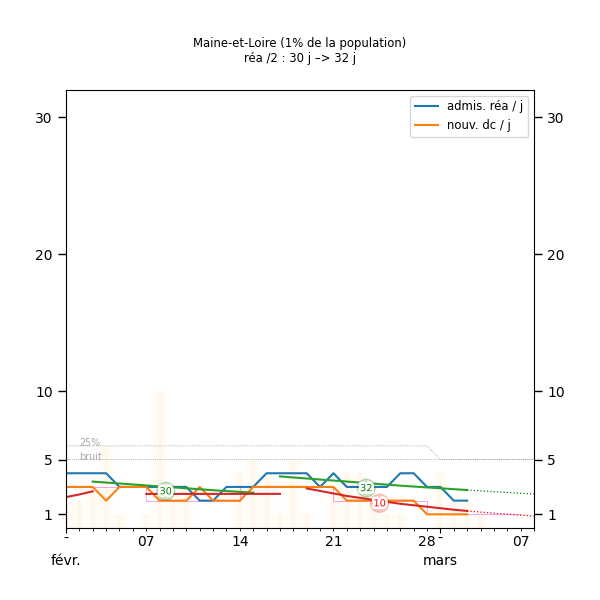 Maine-et-Loire (1% de la population)
réa /2 : 30 j –> 32 j
admis. réa / j
nouv. dc / j
30 30
20 20
10 10
25%
bruit
5 5
30 32 10
1 1
- 07 14 21 28 - 07
févr. mars